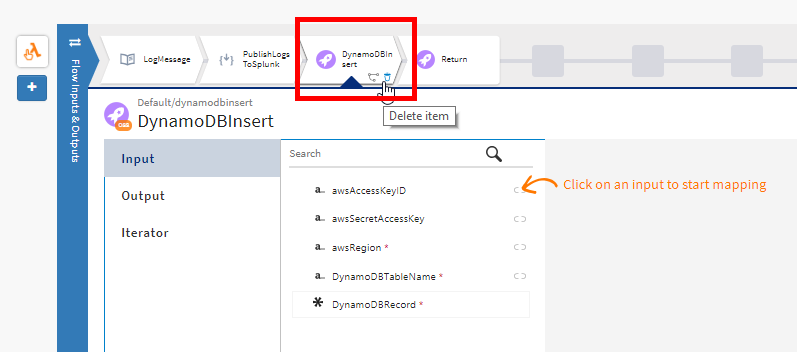 LogMessage
PublishLogs
ToSplunk
DynamoDBIn
sert
Return
Flow Inputs & Outputs
Delete item
Default/dynamodbinsert
DynamoDBInsert
Input
Output
Iterator
Search
a.. awsAccessKeyID
Click on an input to start mapping
a.. awsSecretAccessKey
a.. awsRegion *
a.. DynamoDBTableName *
* DynamoDBRecord *